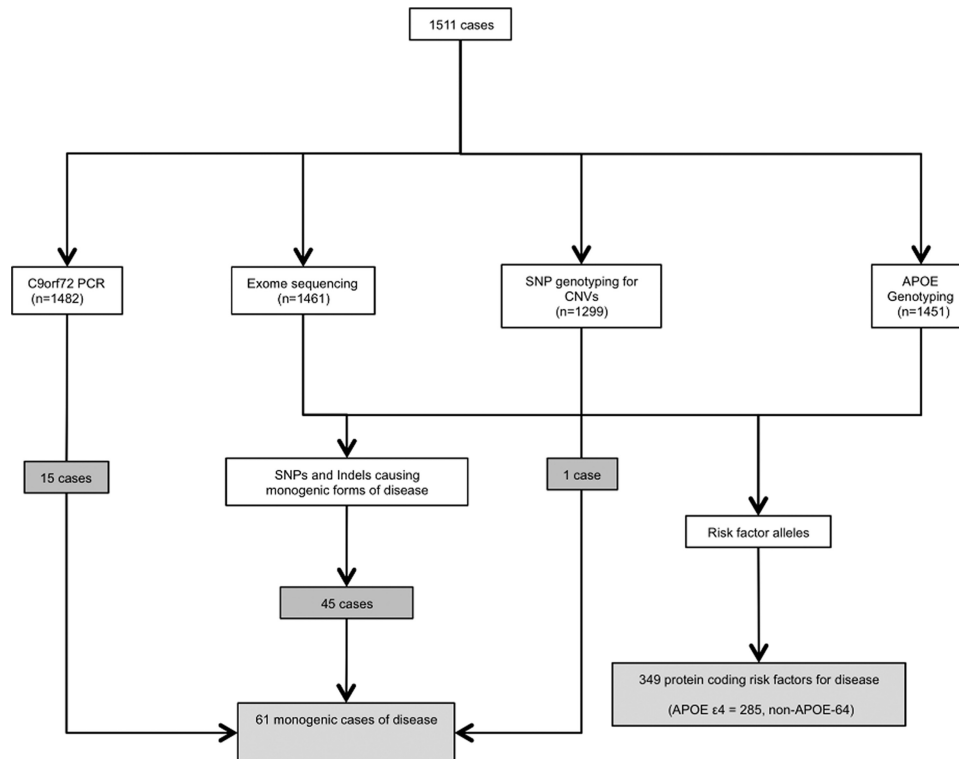 1511 cases
C9orf72 PCR
(n=1482)
Exome sequencing
(n=1461)
SNP genotyping for
CNVs
(n=1299)
APOE
Genotyping
(n=1451)
15 cases
SNPs and Indels causing
monogenic forms of disease
1 case
Risk factor alleles
45 cases
61 monogenic cases of disease
349 protein coding risk factors for disease
(APOE ε4 = 285, non-APOE-64)